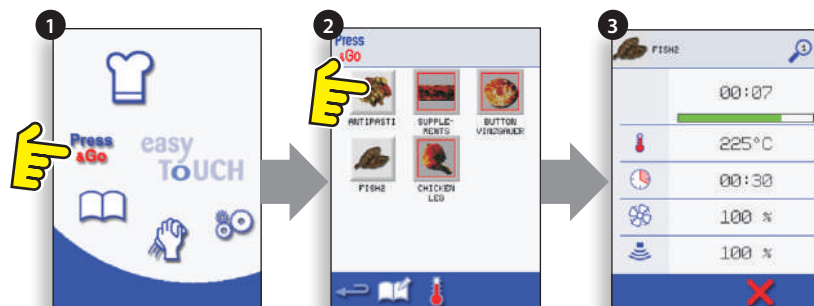 1
Press
&Go
easy
ToUCH
2
Press
&Go
ANTIPASTI
SUPPLE-
MENTS
BUTTON
VINZGAUER
FISH2
CHICKEN
LEG
3
FISH2
1
00:07
225°C
00:30
100 %
100 %